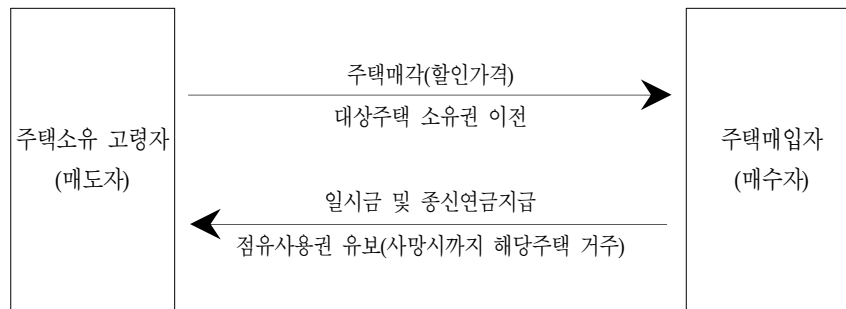 주택매각(할인가격)
대상주택 소유권 이전
주택소유 고령자
(매도자)
주택매입자
(매수자)
일시금 및 종신연금지급
점유사용권 유보(사망시까지 해당주택 거주)